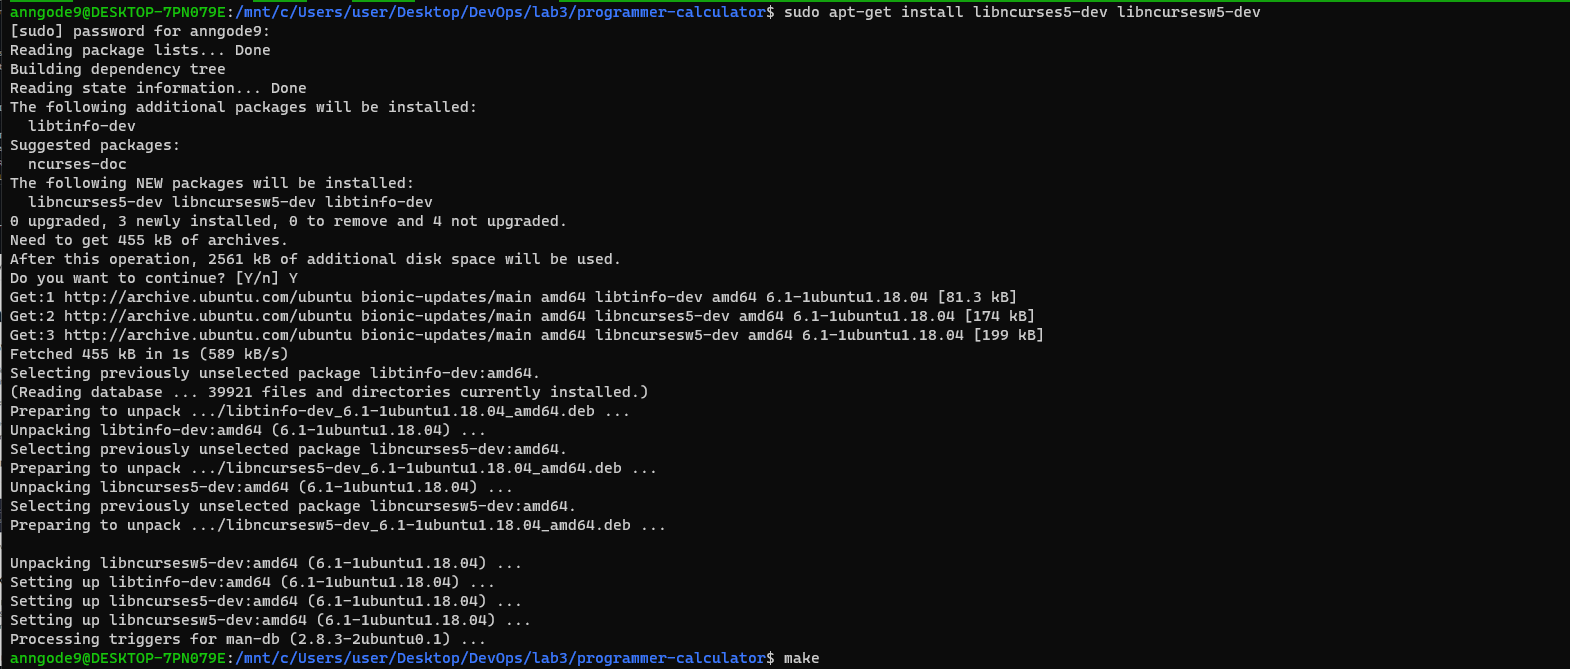 anngode9@DESKTOP-7PN079E:/mnt/c/Users/user/Desktop/DevOps/lab3/programmer-calculator$ sudo apt-get install libncurses5-dev libncursesw5-dev
[sudo] password for anngode9:
Reading package lists... Done
Building dependency tree
Reading state information... Done
The following additional packages will be installed:
  libtinfo-dev
Suggested packages:
  ncurses-doc
The following NEW packages will be installed:
  libncurses5-dev libncursesw5-dev libtinfo-dev
0 upgraded, 3 newly installed, 0 to remove and 4 not upgraded.
Need to get 455 kB of archives.
After this operation, 2561 kB of additional disk space will be used.
Do you want to continue? [Y/n] Y
Get:1 http://archive.ubuntu.com/ubuntu bionic-updates/main amd64 libtinfo-dev amd64 6.1-1ubuntu1.18.04 [81.3 kB]
Get:2 http://archive.ubuntu.com/ubuntu bionic-updates/main amd64 libncurses5-dev amd64 6.1-1ubuntu1.18.04 [174 kB]
Get:3 http://archive.ubuntu.com/ubuntu bionic-updates/main amd64 libncursesw5-dev amd64 6.1-1ubuntu1.18.04 [199 kB]
Fetched 455 kB in 1s (589 kB/s)
Selecting previously unselected package libtinfo-dev:amd64.
(Reading database ... 39921 files and directories currently installed.)
Preparing to unpack .../libtinfo-dev_6.1-1ubuntu1.18.04_amd64.deb ...
Unpacking libtinfo-dev:amd64 (6.1-1ubuntu1.18.04) ...
Selecting previously unselected package libncurses5-dev:amd64.
Preparing to unpack .../libncurses5-dev_6.1-1ubuntu1.18.04_amd64.deb ...
Unpacking libncurses5-dev:amd64 (6.1-1ubuntu1.18.04) ...
Selecting previously unselected package libncursesw5-dev:amd64.
Preparing to unpack .../libncursesw5-dev_6.1-1ubuntu1.18.04_amd64.deb ...
Unpacking libncursesw5-dev:amd64 (6.1-1ubuntu1.18.04) ...
Setting up libtinfo-dev:amd64 (6.1-1ubuntu1.18.04) ...
Setting up libncurses5-dev:amd64 (6.1-1ubuntu1.18.04) ...
Setting up libncursesw5-dev:amd64 (6.1-1ubuntu1.18.04) ...
Processing triggers for man-db (2.8.3-2ubuntu0.1) ...
anngode9@DESKTOP-7PN079E:/mnt/c/Users/user/Desktop/DevOps/lab3/programmer-calculator$ make